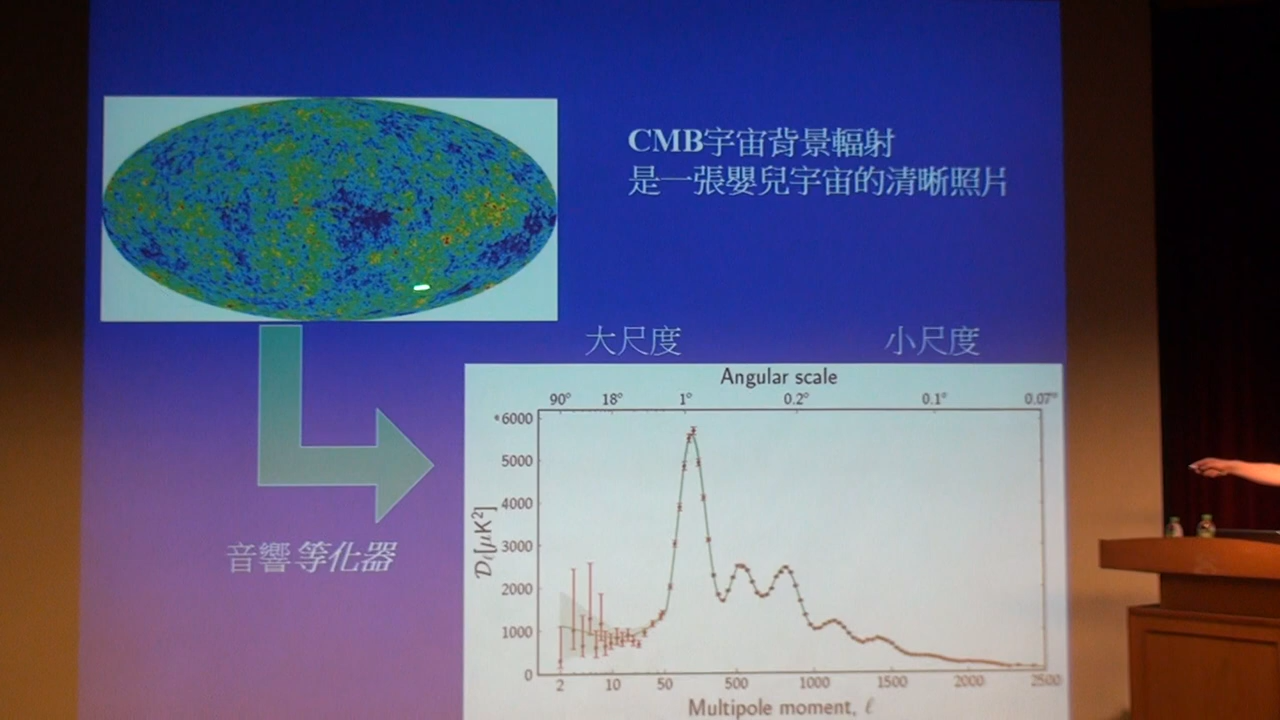 CMB宇宙背景輻射
是一張嬰兒宇宙的清晰照片
大尺度 小尺度
音響等化器
Angular scale
90° 18° 1° 0.2° 0.1° 0.07°
6000
5000
4000
3000
2000
1000
0
𝒟ℓ[μK²]
2 10 50 500 1000 1500 2000 2500
Multipole moment, ℓ